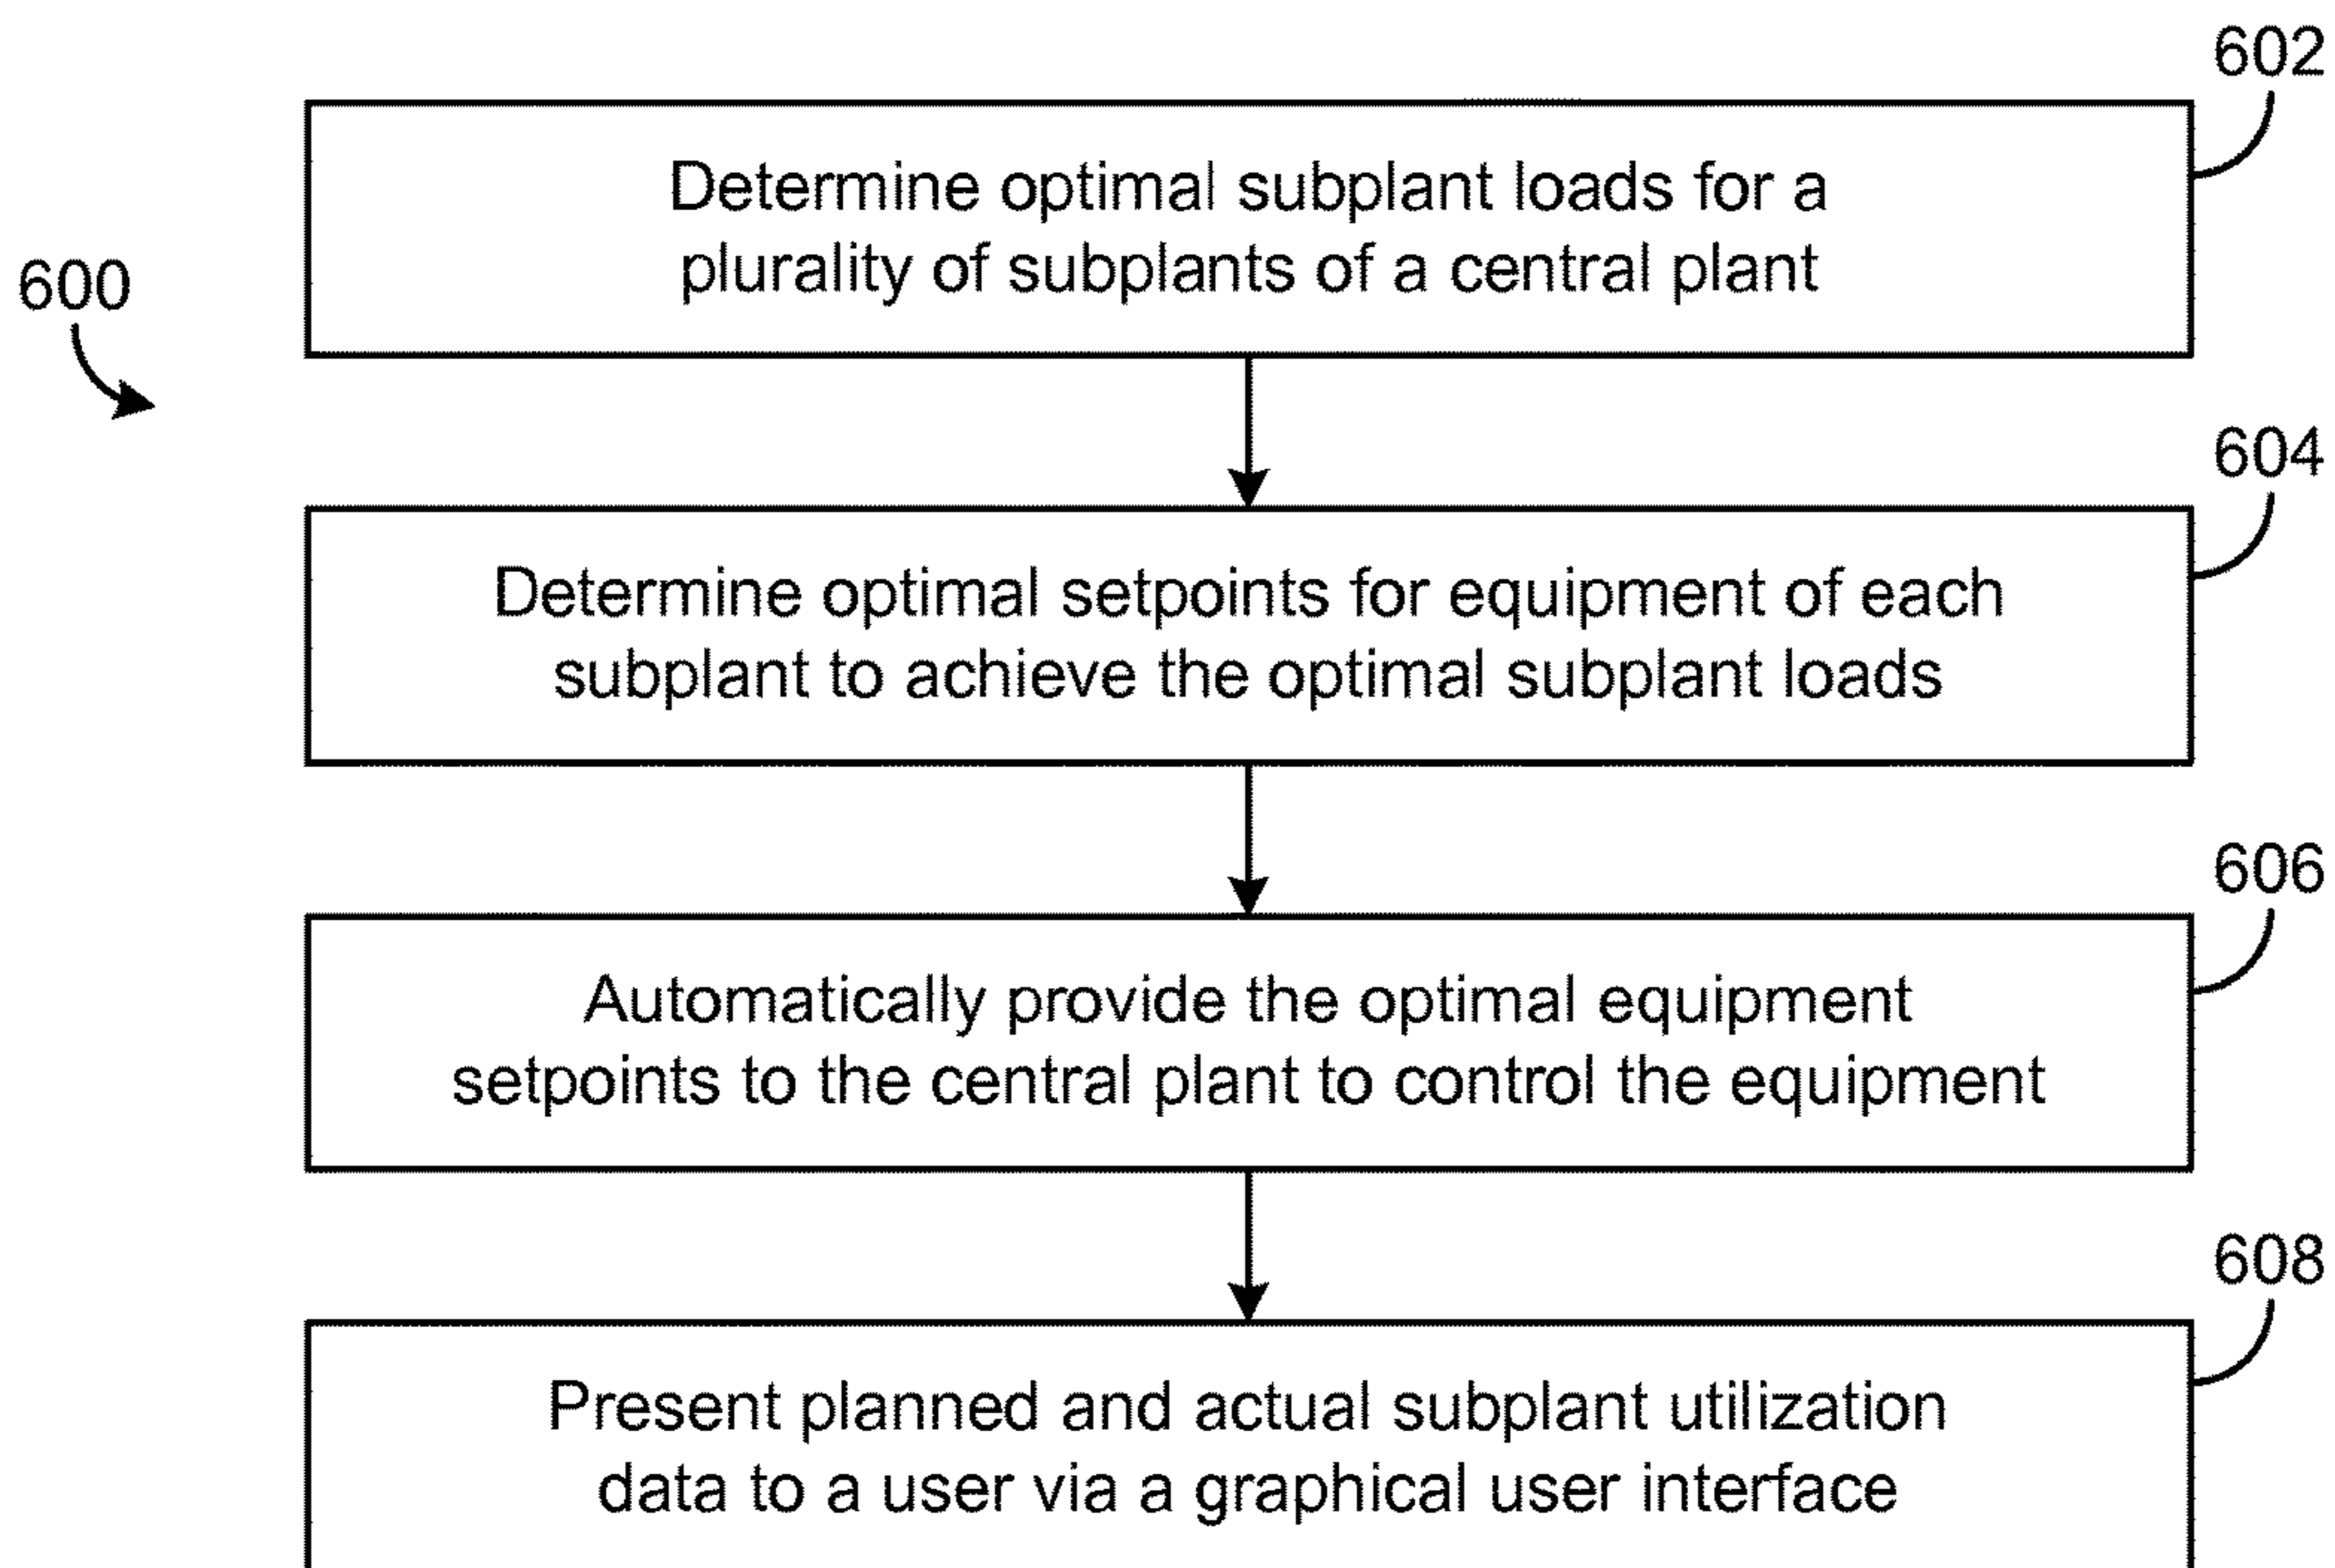 602
Determine optimal subplant loads for a
plurality of subplants of a central plant
600
604
Determine optimal setpoints for equipment of each
subplant to achieve the optimal subplant loads
606
Automatically provide the optimal equipment
setpoints to the central plant to control the equipment
608
Present planned and actual subplant utilization
data to a user via a graphical user interface